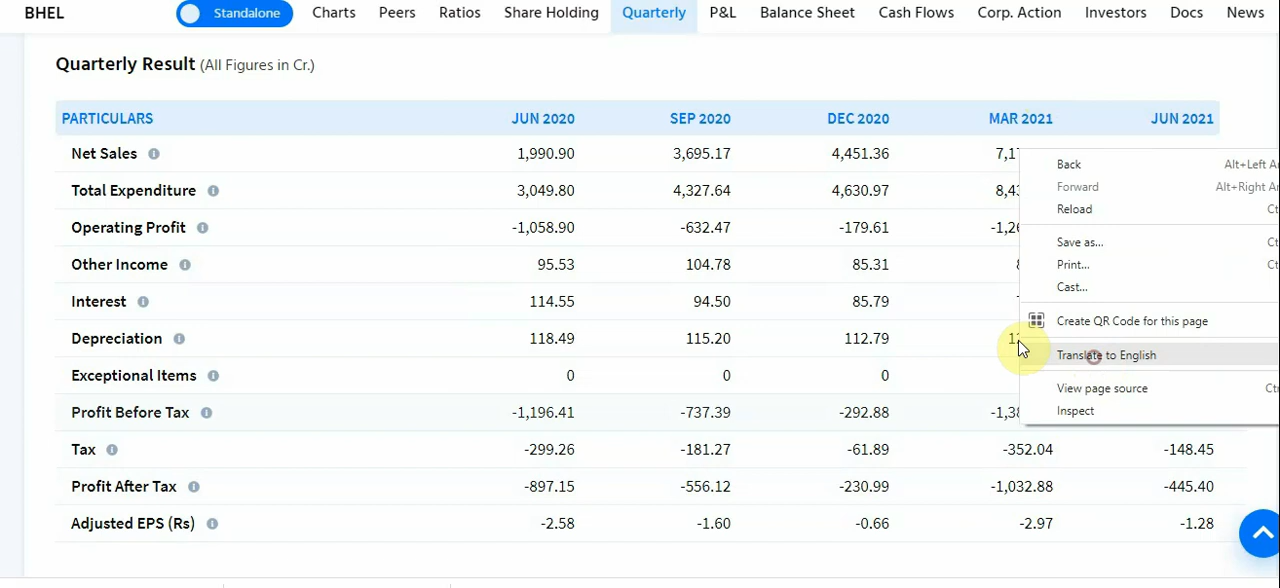 BHEL Standalone Charts Peers Ratios Share Holding Quarterly P&L Balance Sheet Cash Flows Corp. Action Investors Docs News
Quarterly Result (All Figures in Cr.)
PARTICULARS JUN 2020 SEP 2020 DEC 2020 MAR 2021 JUN 2021
Net Sales 1,990.90 3,695.17 4,451.36
Total Expenditure 3,049.80 4,327.64 4,630.97
Operating Profit -1,058.90 -632.47 -179.61
Other Income 95.53 104.78 85.31
Interest 114.55 94.50 85.79
Depreciation 118.49 115.20 112.79
Exceptional Items 0 0 0
Profit Before Tax -1,196.41 -737.39 -292.88
Tax -299.26 -181.27 -61.89 -352.04 -148.45
Profit After Tax -897.15 -556.12 -230.99 -1,032.88 -445.40
Adjusted EPS (Rs) -2.58 -1.60 -0.66 -2.97 -1.28
Back Alt+Left
Forward Alt+Right
Reload
Save as...
Print...
Cast...
Create QR Code for this page
Translate to English
View page source
Inspect